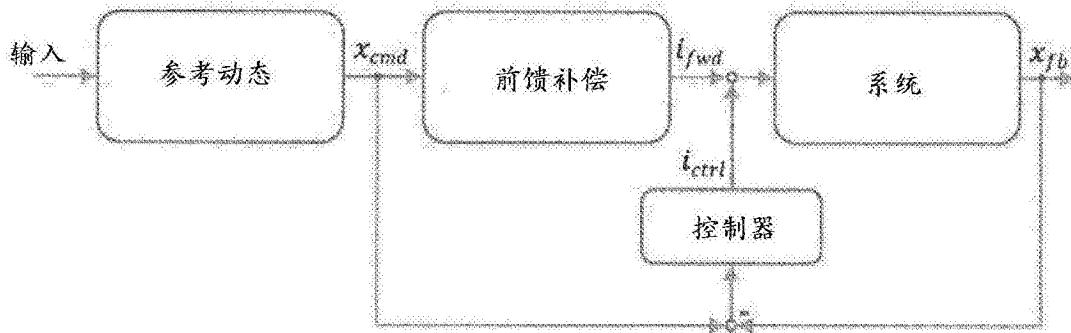 输入
参考动态
x_cmd
前馈补偿
i_fwd
系统
x_fb
i_ctrl
控制器
-